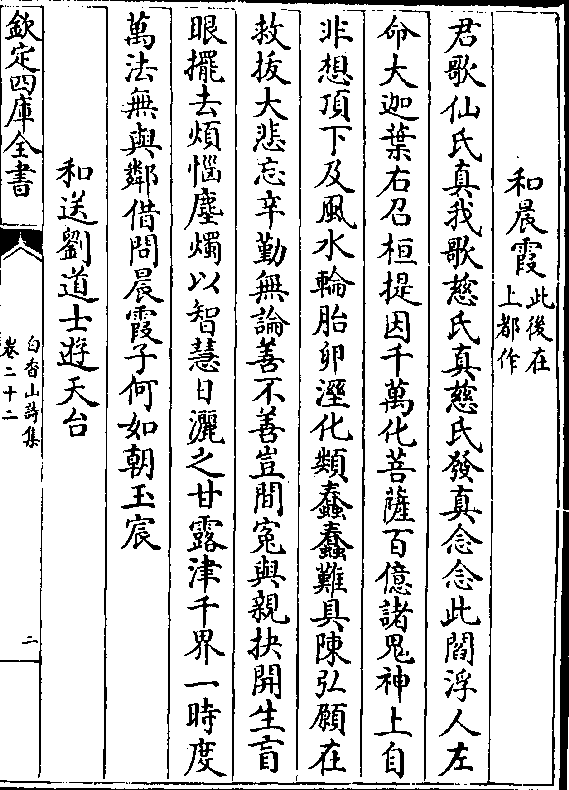 和晨霞此後在上都作
君歌仙氏真我歌慈氏真慈氏發真念念此閻浮人左
命大迦葉右召桓提因千萬化菩薩百億諸鬼神上自
非想頂下及風水輪胎卵溼化類蠢蠢難具陳弘願在
救拔大悲忘辛勤無論善不善豈間寃與親抉開生盲
眼擺去煩惱塵燭以智慧日灑之甘露津千界一時度
萬法無與鄰借問晨霞子何如朝玉宸
和送劉道士遊天台
欽定四庫全書
白香山詩集
卷二十二
二